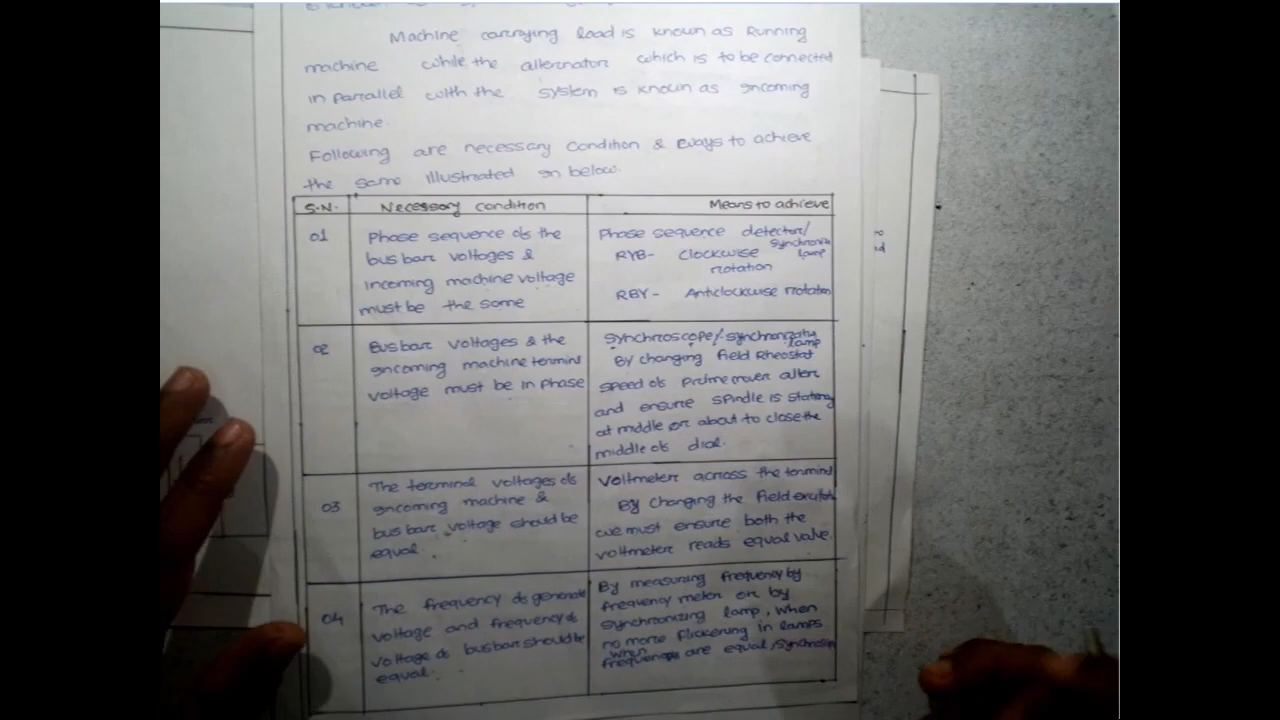 Machine carrying load is known as Running
machine while the alternator which is to be connected
in parallel with the system is known as incoming
machine.
Following are necessary condition & ways to achieve
the same illustrated in below.
S.N. Necessary condition Means to achieve
01 Phase sequence of the
bus bar voltages &
incoming machine voltage
must be the same
Phase sequence detector/
RYB- clockwise synchronizing lamp
rotation
RBY- Anticlockwise rotation
02 Bus bar voltages & the
incoming machine terminal
voltage must be in phase
Synchroscope/ synchronizing lamp
By changing field Rheostat
speed of prime mover
and ensure spindle is
at middle or about to close the
middle of dial.
03 The terminal voltages of
incoming machine &
bus bar voltage should be
equal.
Voltmeter across the terminal
By changing the field
we must ensure both the
voltmeter reads equal value.
04 The frequency of
voltage and frequency of
voltage of bus bar should be
equal.
By measuring frequency by
frequency meter or by
synchronizing lamp, when
no more flickering in lamps
when
are equal